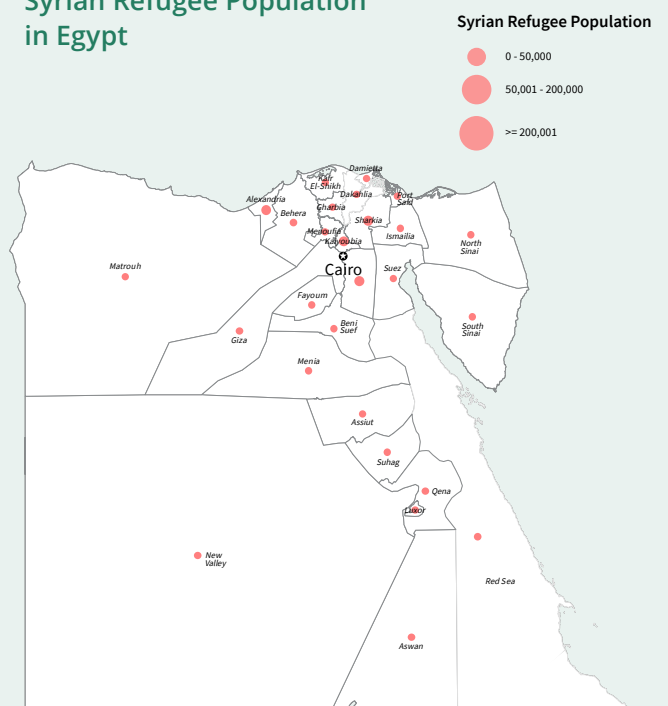 Syrian Refugee Population
in Egypt
Syrian Refugee Population
0 - 50,000
50,001 - 200,000
>= 200,001
Damietta
Kafr
El-Shikh
Dakahlia
Port
Said
Alexandria
Gharbia
Behera
Sharkia
Menoufia
Ismailia
Kalyoubia
North
Sinai
Cairo
Matrouh
Suez
Fayoum
Beni
Suef
South
Sinai
Giza
Menia
Assiut
Suhag
Qena
Luxor
New
Valley
Red Sea
Aswan